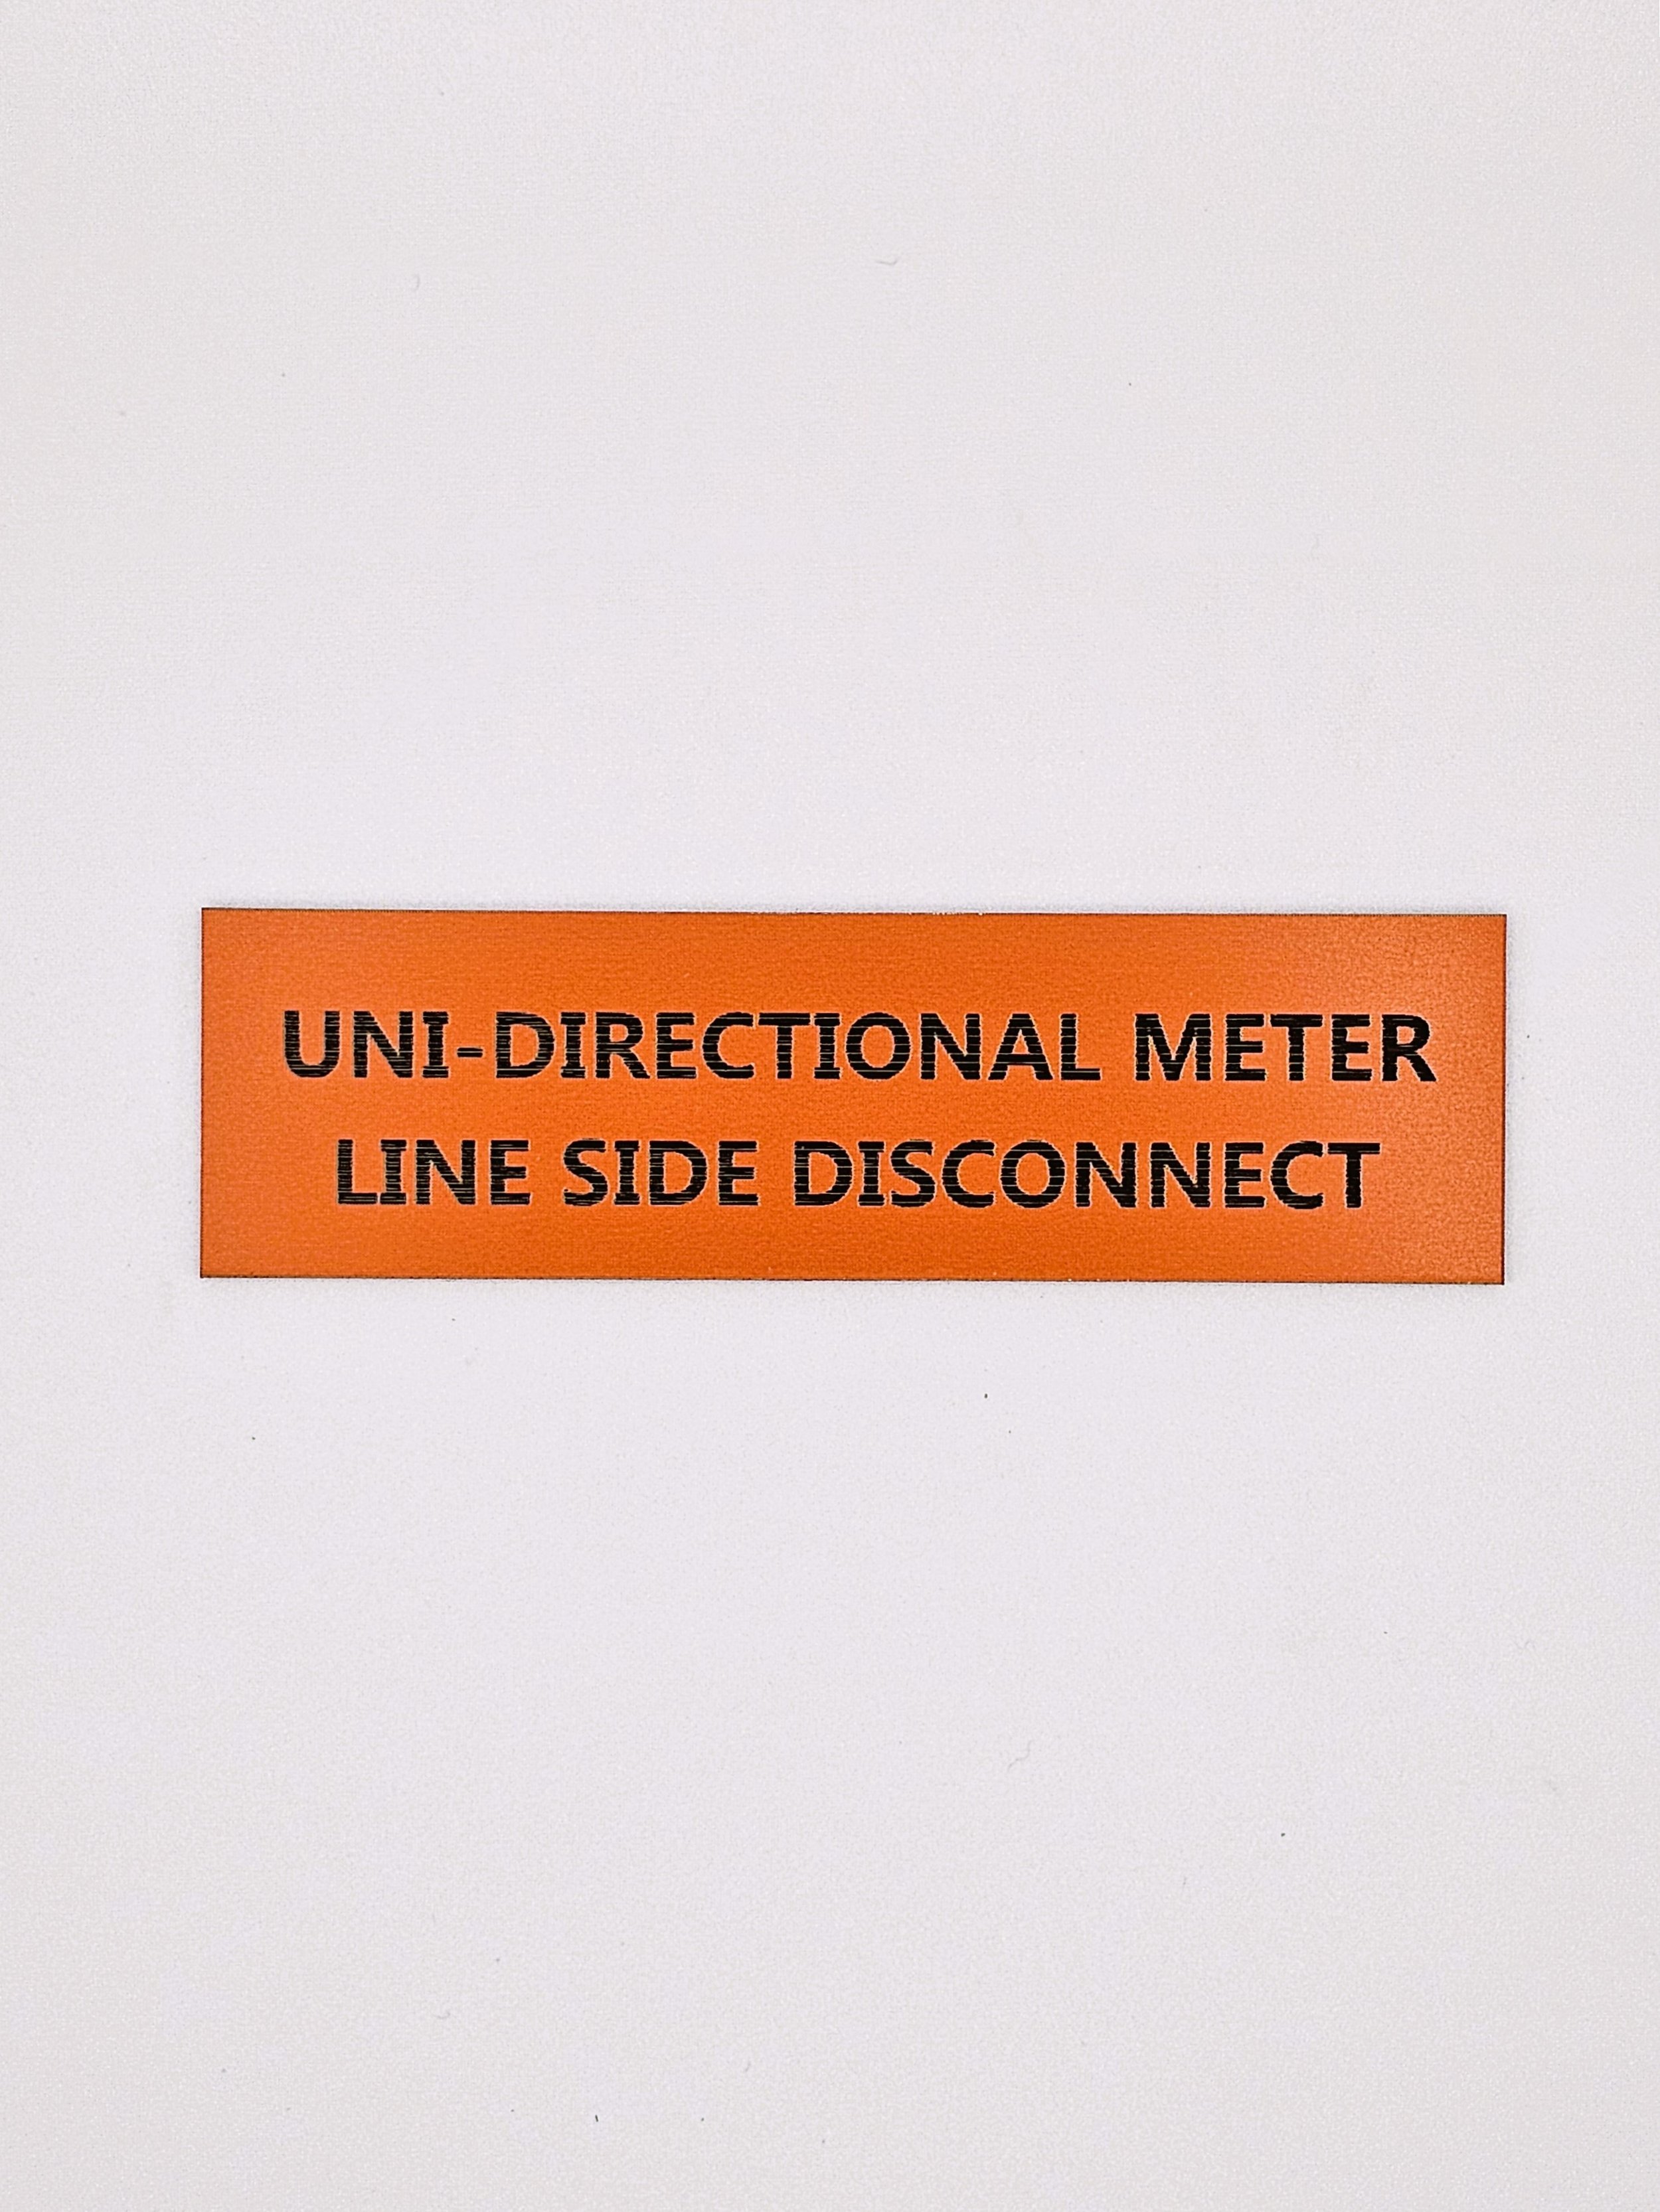 UNI-DIRECTIONAL METER
LINE SIDE DISCONNECT